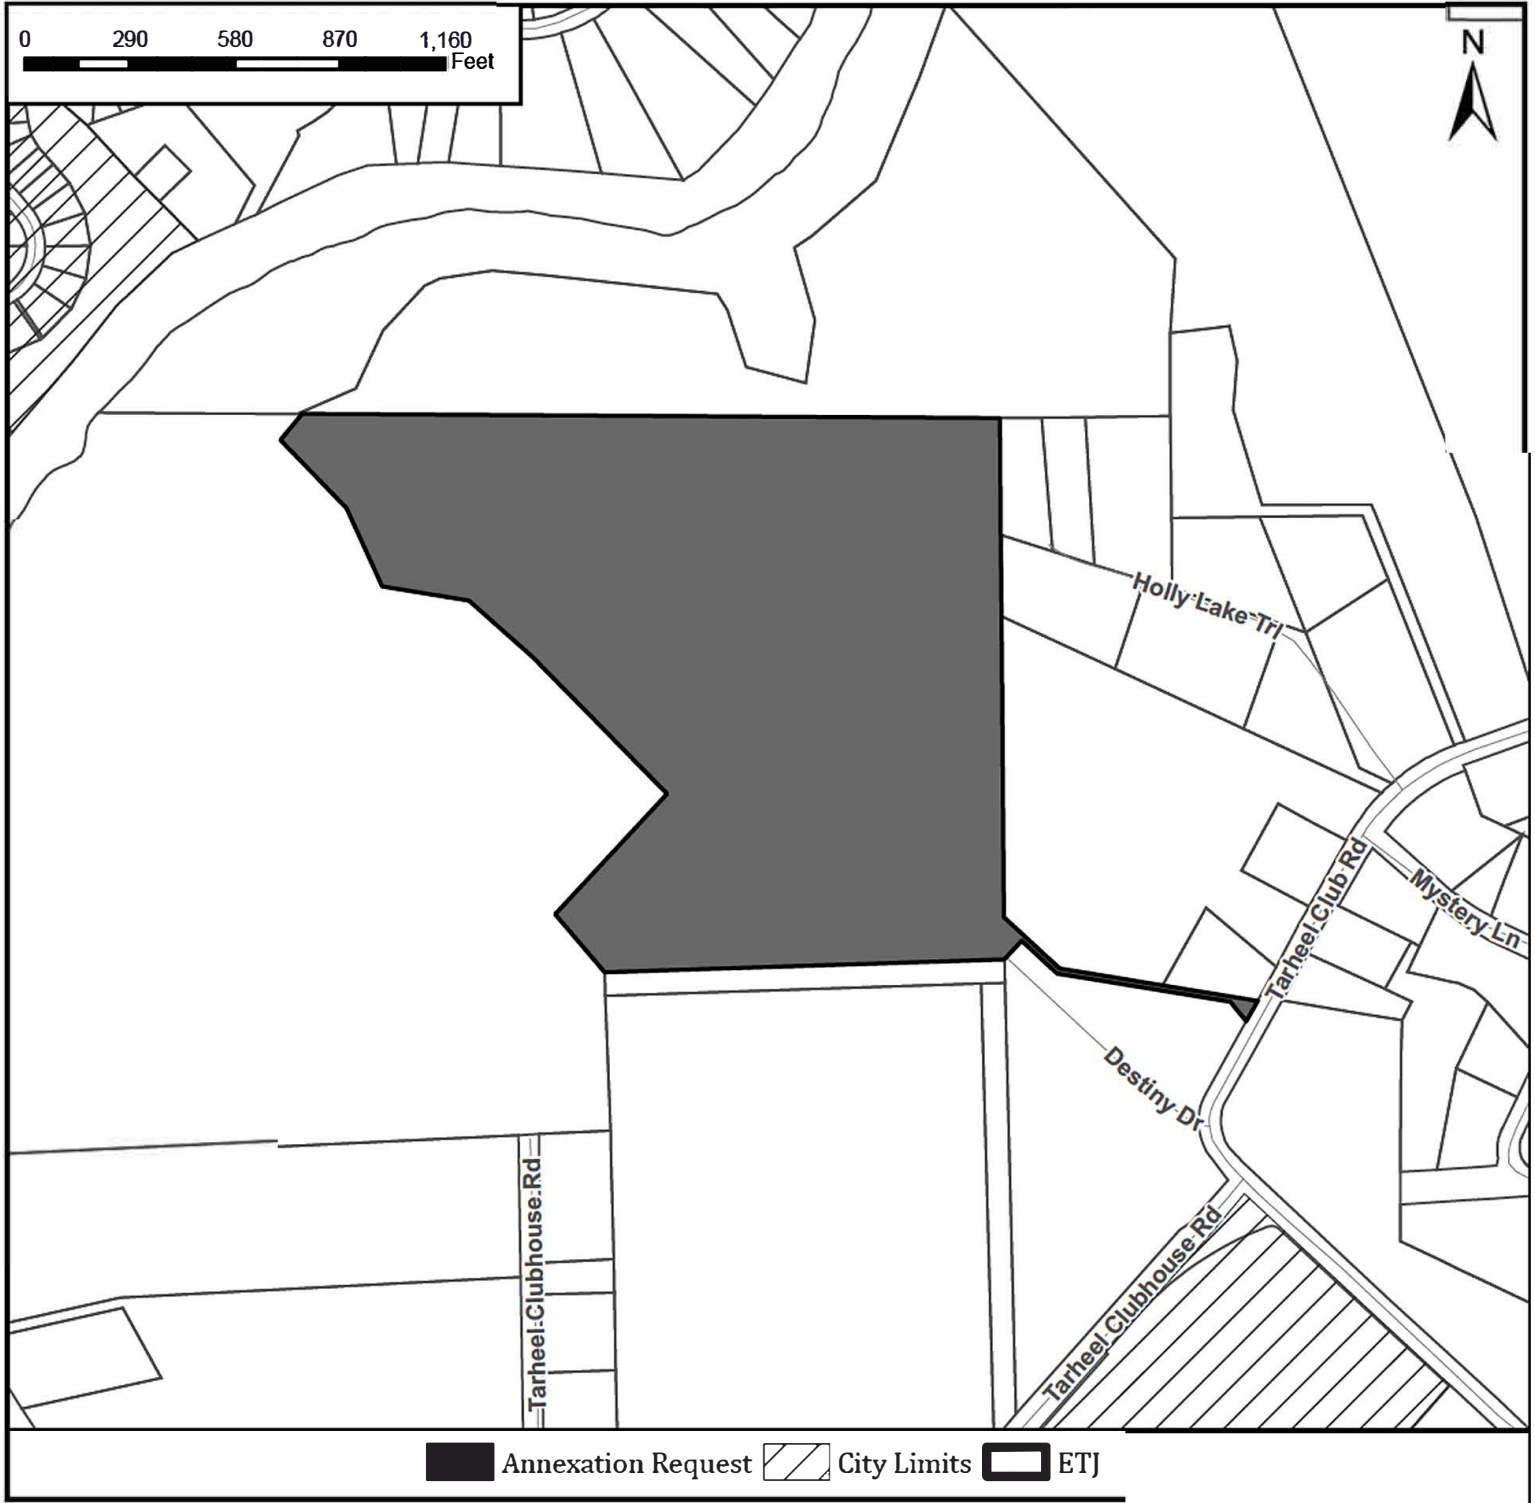 0 290 580 870 1,160
Feet
N
Holly Lake Trl
Tarheel Club Rd
Mystery Ln
Destiny Dr
Tarheel Clubhouse Rd
Tarheel Clubhouse Rd
Annexation Request City Limits ETJ